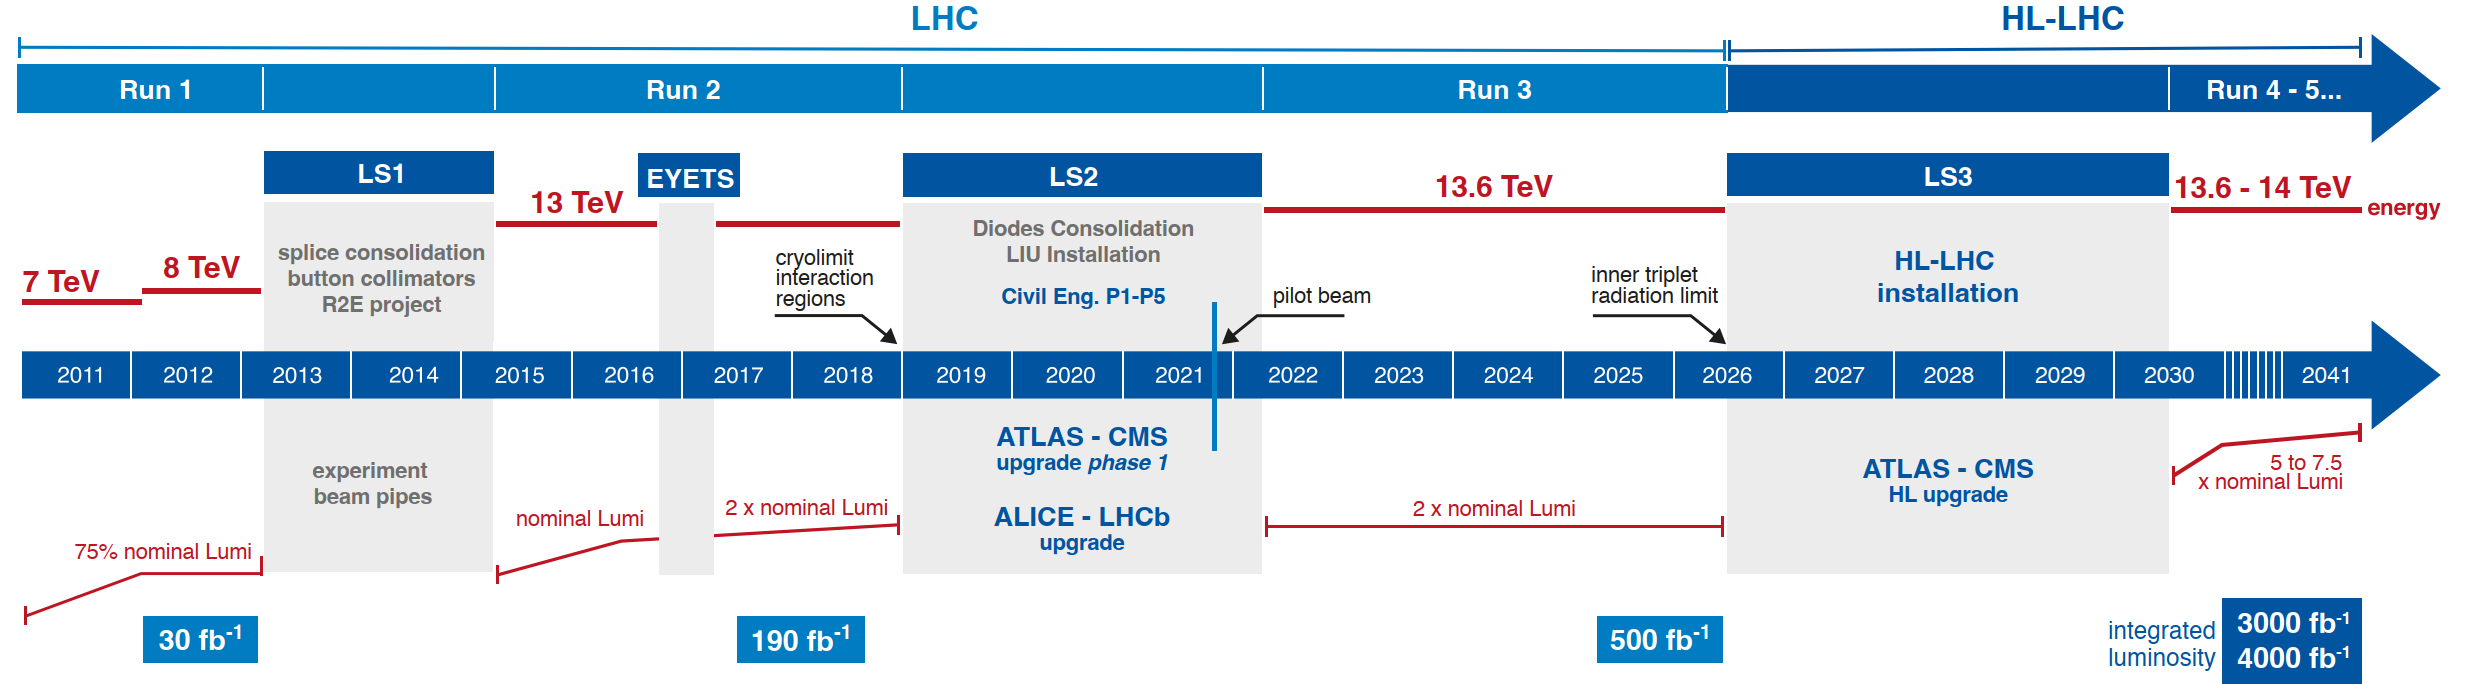 LHC
HL-LHC
Run 1
Run 2
Run 3
Run 4 - 5...
LS1
EYETS
LS2
LS3
13 TeV
13.6 TeV
13.6 - 14 TeV
energy
7 TeV
8 TeV
splice consolidation
button collimators
R2E project
cryolimit
interaction
regions
Diodes Consolidation
LIU Installation
Civil Eng. P1-P5
pilot beam
inner triplet
radiation limit
HL-LHC
installation
2011
2012
2013
2014
2015
2016
2017
2018
2019
2020
2021
2022
2023
2024
2025
2026
2027
2028
2029
2030
2041
experiment
beam pipes
ATLAS - CMS
upgrade phase 1
ALICE - LHCb
upgrade
ATLAS - CMS
HL upgrade
5 to 7.5
x nominal Lumi
75% nominal Lumi
nominal Lumi
2 x nominal Lumi
2 x nominal Lumi
30 fb⁻¹
190 fb⁻¹
500 fb⁻¹
integrated
luminosity
3000 fb⁻¹
4000 fb⁻¹